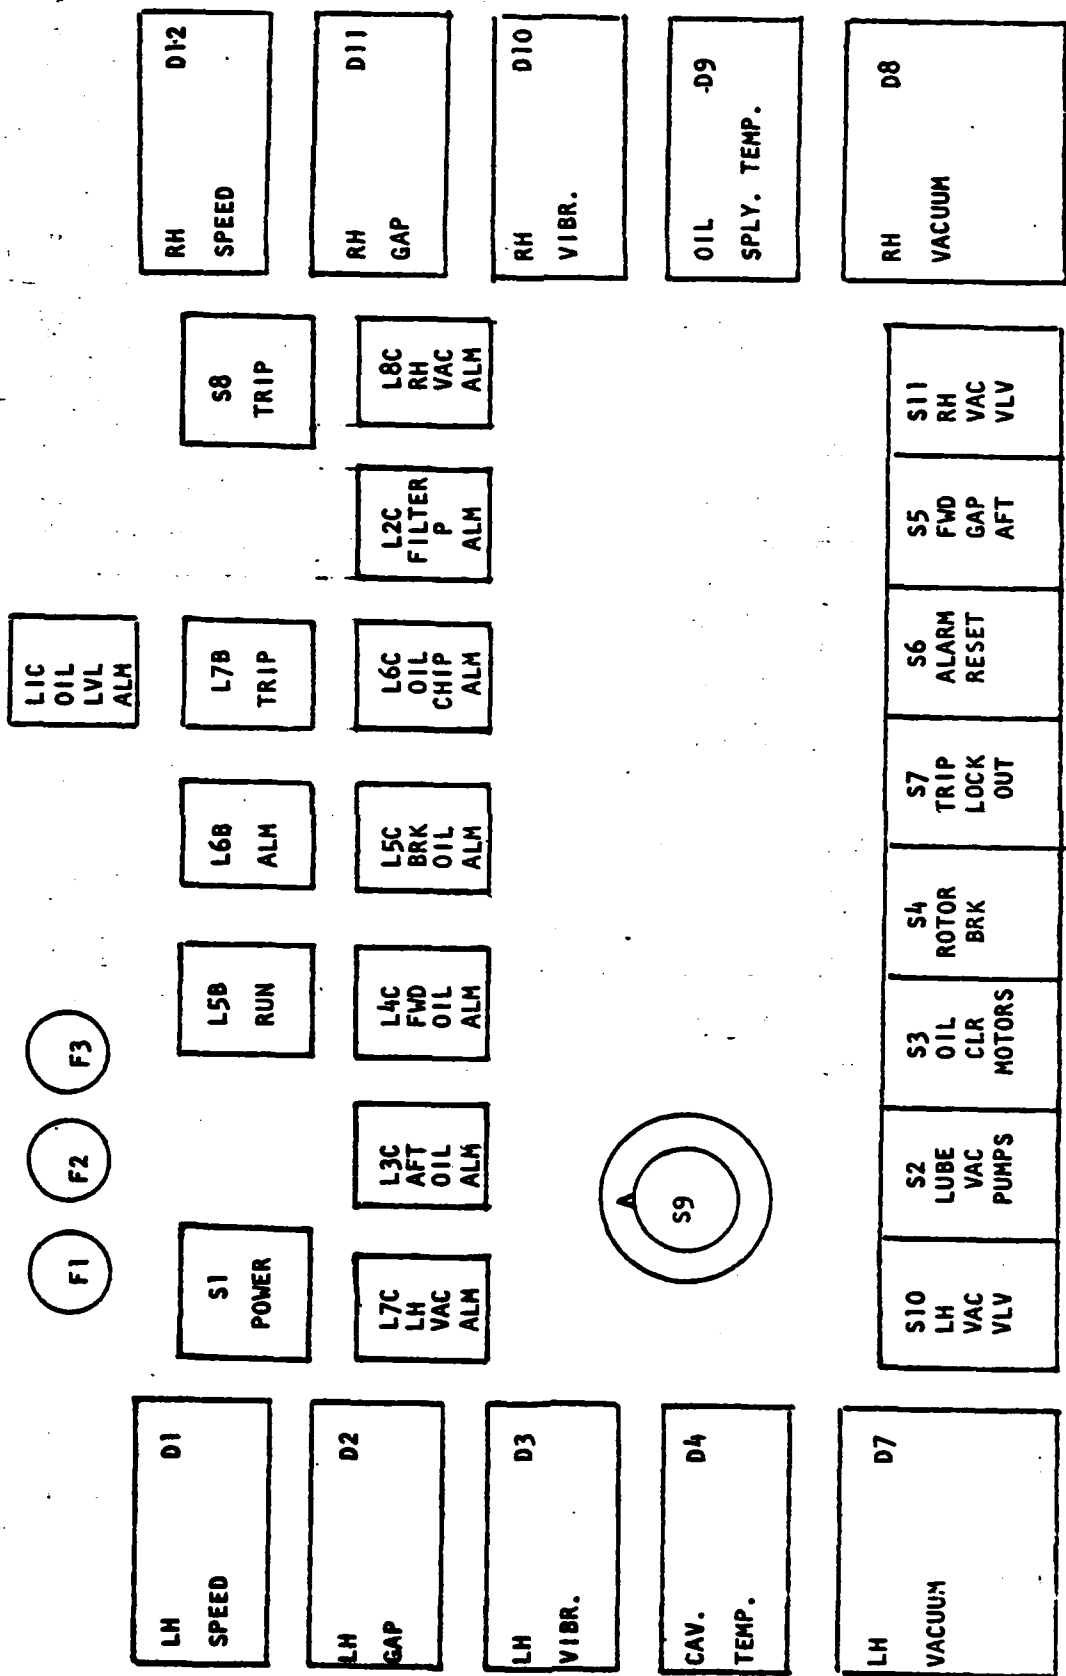 F1
F2
F3
L1C
OIL
LVL
ALM
LH
D1
SPEED
S1
POWER
L5B
RUN
L6B
ALM
L7B
TRIP
S8
TRIP
RH
D12
SPEED
LH
D2
GAP
L7C
LH
VAC
ALM
L3C
AFT
OIL
ALM
L4C
FWD
OIL
ALM
L5C
BRK
OIL
ALM
L6C
OIL
CHIP
ALM
L2C
FILTER
P
ALM
L8C
RH
VAC
ALM
RH
D11
GAP
LH
D3
VIBR.
S9
RH
D10
VIBR.
CAV.
D4
TEMP.
OIL
D9
SPLY. TEMP.
LH
D7
VACUUM
S10
LH
VAC
VLV
S2
LUBE
VAC
PUMPS
S3
OIL
CLR
MOTORS
S4
ROTOR
BRK
S7
TRIP
LOCK
OUT
S6
ALARM
RESET
S5
FWD
GAP
AFT
S11
RH
VAC
VLV
RH
D8
VACUUM